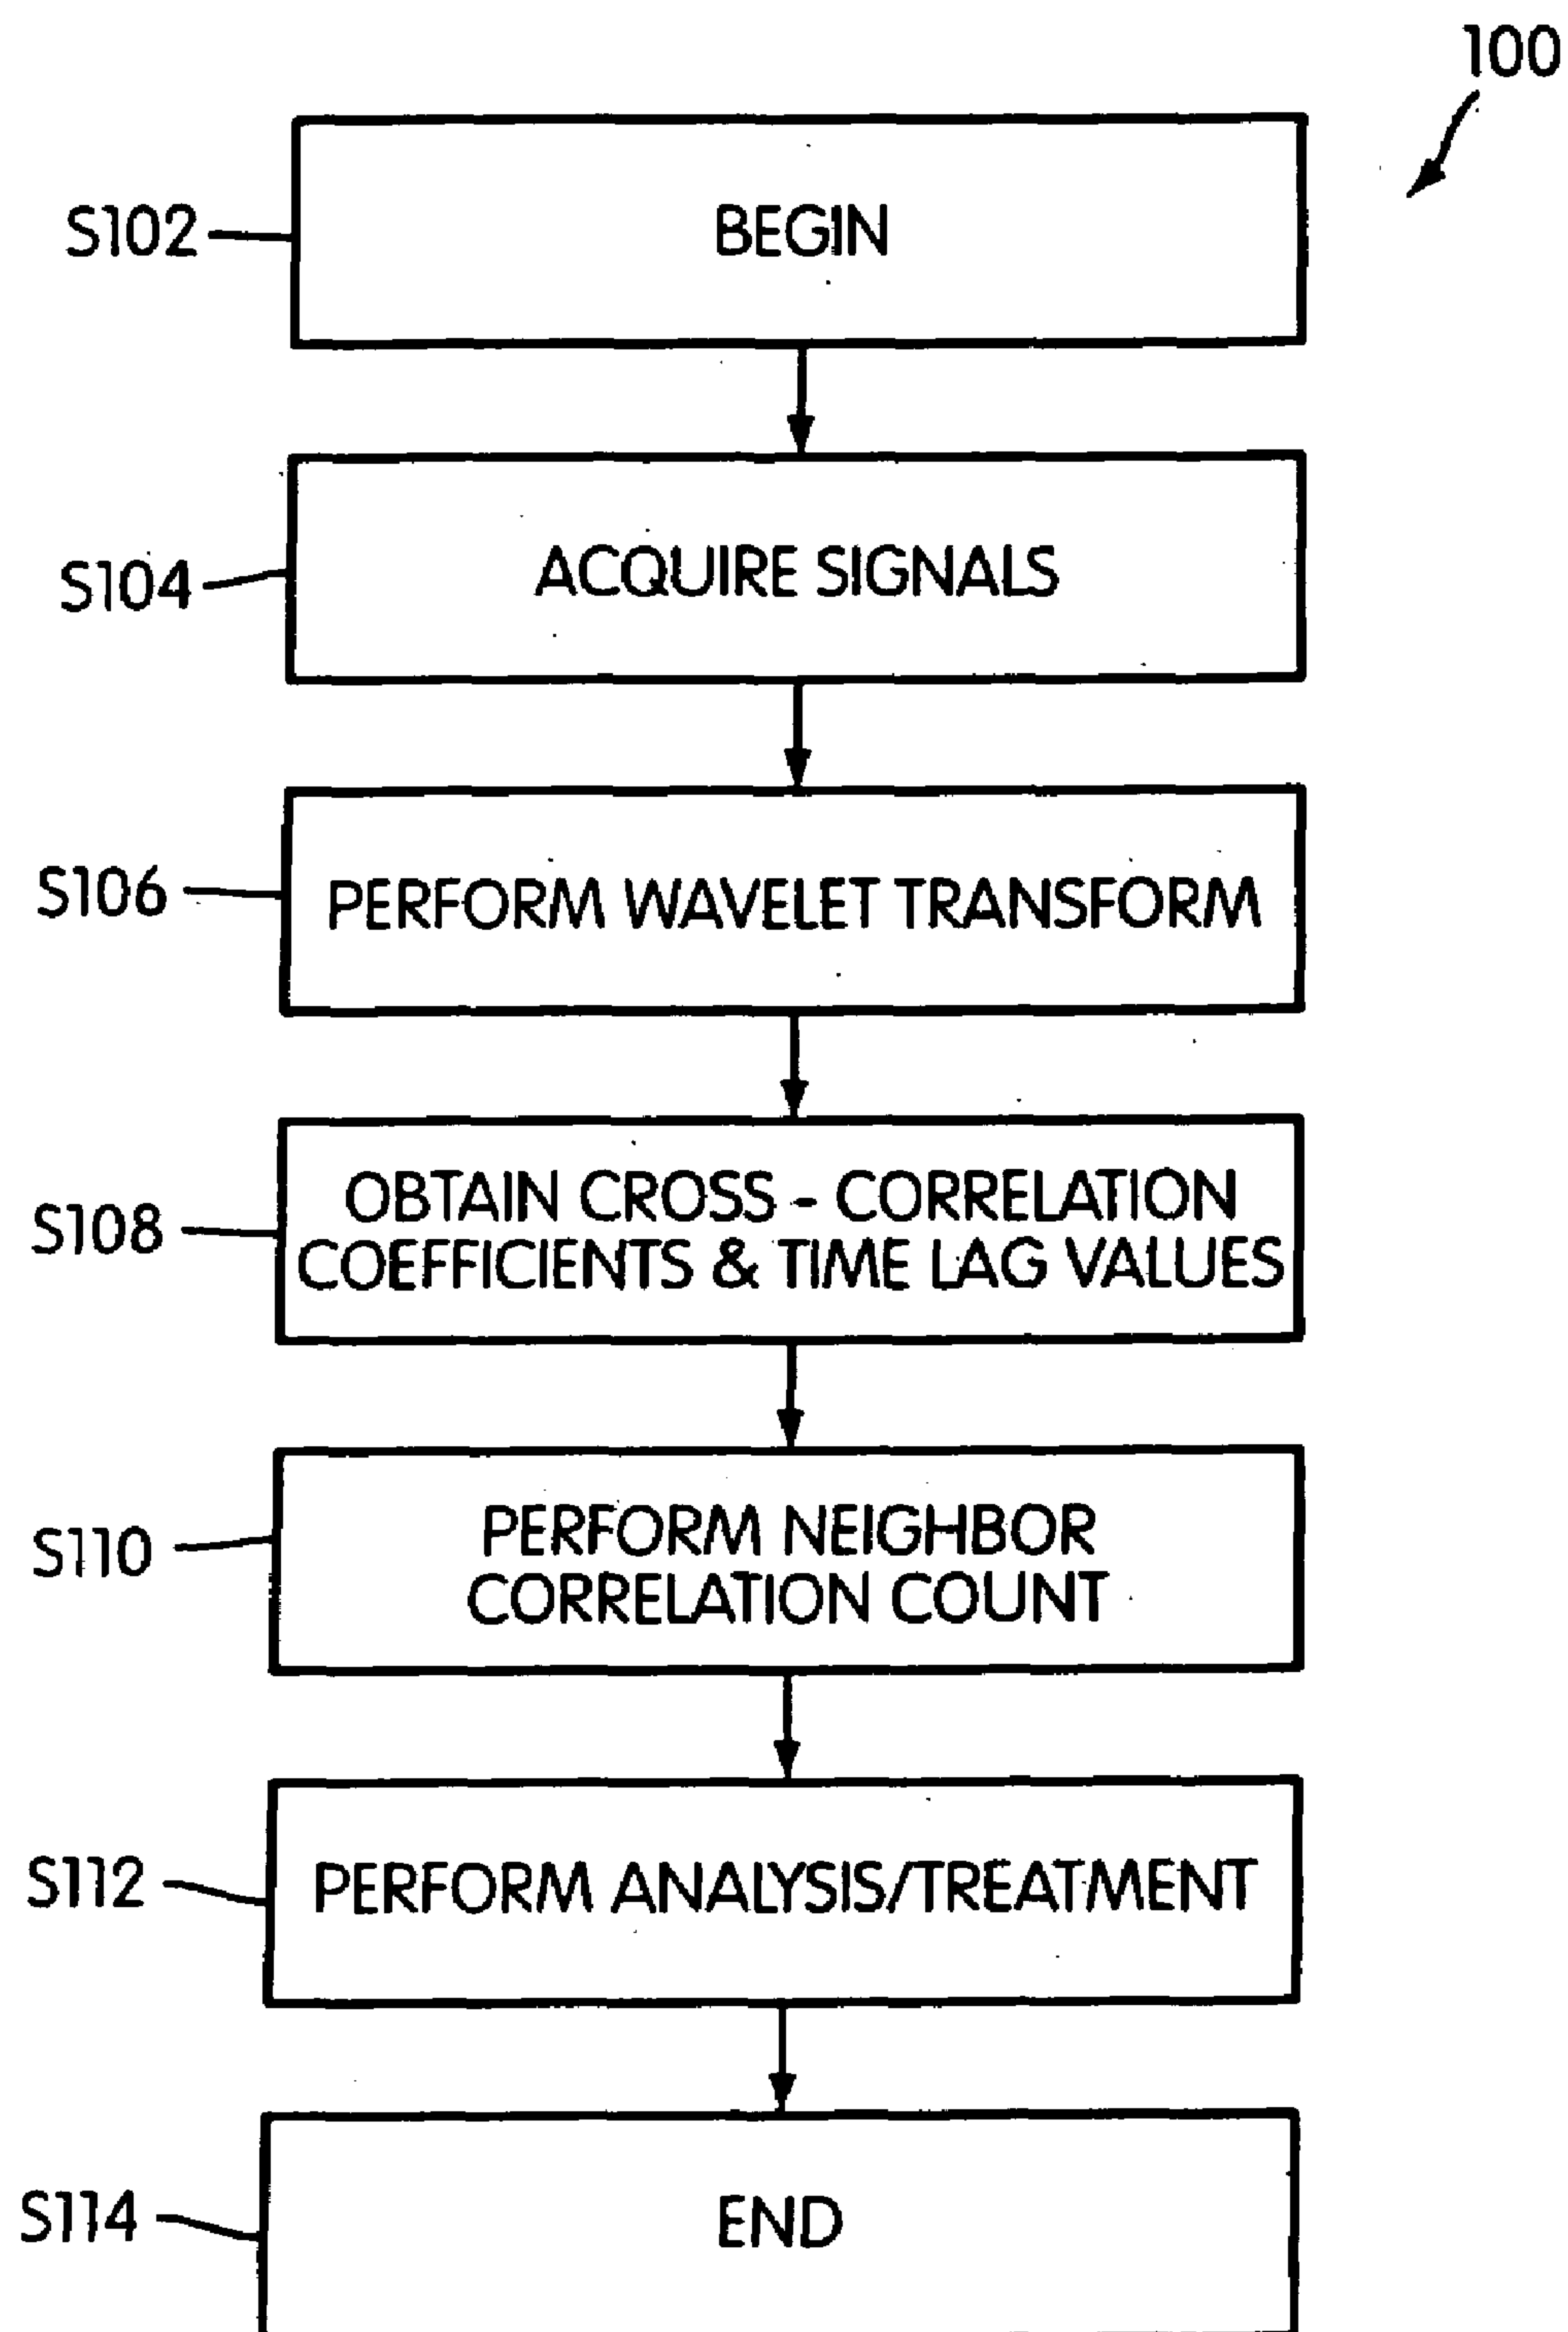 100
S102
BEGIN
S104
ACQUIRE SIGNALS
S106
PERFORM WAVELET TRANSFORM
S108
OBTAIN CROSS - CORRELATION
COEFFICIENTS & TIME LAG VALUES
S110
PERFORM NEIGHBOR
CORRELATION COUNT
S112
PERFORM ANALYSIS/TREATMENT
S114
END